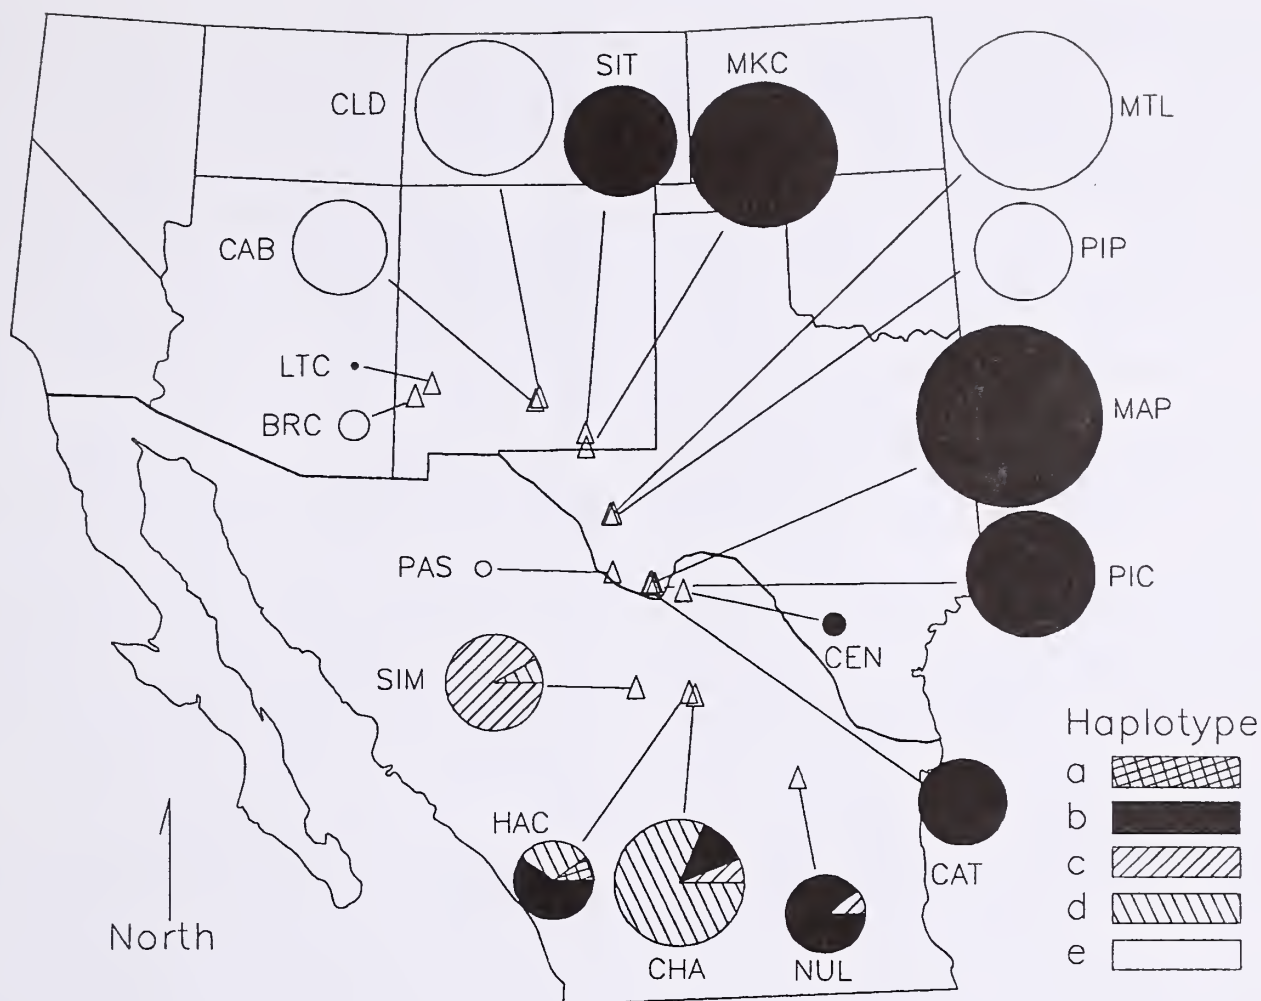 SIT
MKC
CLD
MTL
CAB
PIP
LTC
BRC
MAP
PAS
PIC
CEN
SIM
Haplotype
a
b
c
d
e
HAC
CAT
CHA
NUL
North